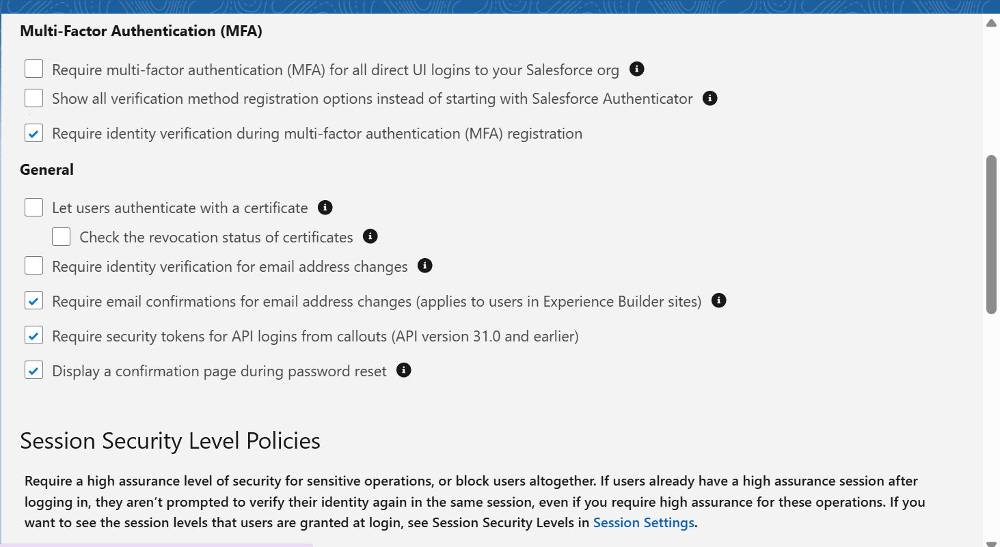 Multi-Factor Authentication (MFA)
Require multi-factor authentication (MFA) for all direct UI logins to your Salesforce org
Show all verification method registration options instead of starting with Salesforce Authenticator
Require identity verification during multi-factor authentication (MFA) registration
General
Let users authenticate with a certificate
Check the revocation status of certificates
Require identity verification for email address changes
Require email confirmations for email address changes (applies to users in Experience Builder sites)
Require security tokens for API logins from callouts (API version 31.0 and earlier)
Display a confirmation page during password reset
Session Security Level Policies
Require a high assurance level of security for sensitive operations, or block users altogether. If users already have a high assurance session after
logging in, they aren’t prompted to verify their identity again in the same session, even if you require high assurance for these operations. If you
want to see the session levels that users are granted at login, see Session Security Levels in Session Settings.